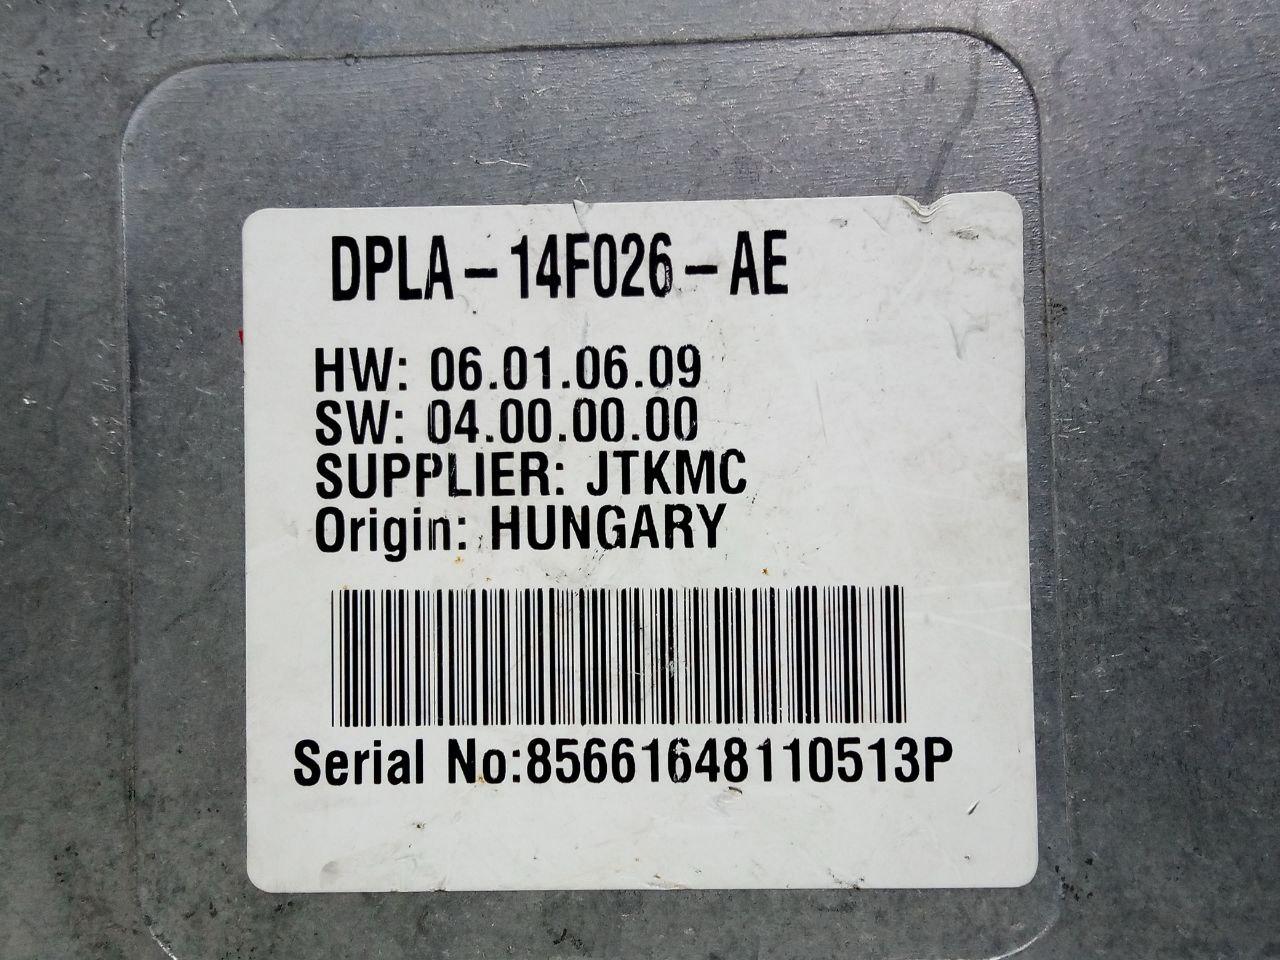 DPLA-14F026-AE
HW: 06.01.06.09
SW: 04.00.00.00
SUPPLIER: JTKMC
Origin: HUNGARY
Serial No:85661648110513P